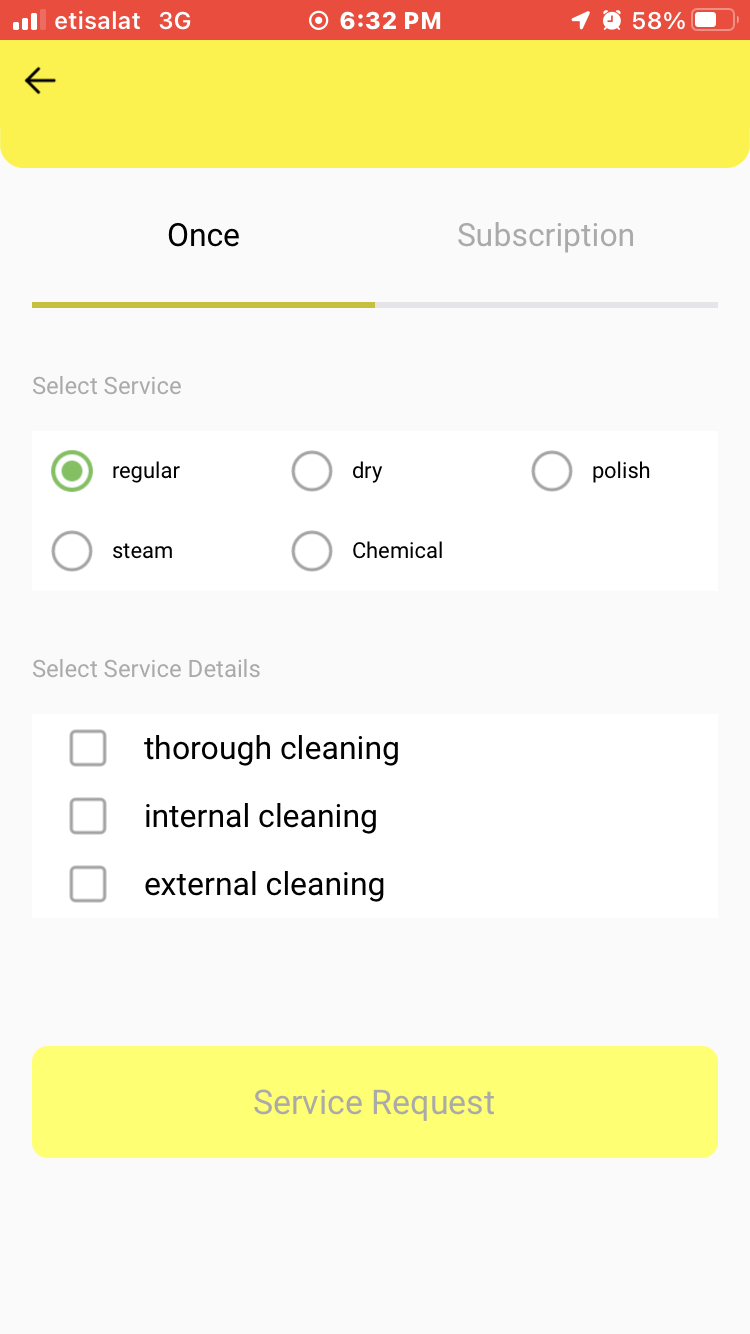 etisalat 3G 6:32 PM 58%
Once Subscription
Select Service
regular dry polish
steam Chemical
Select Service Details
thorough cleaning
internal cleaning
external cleaning
Service Request